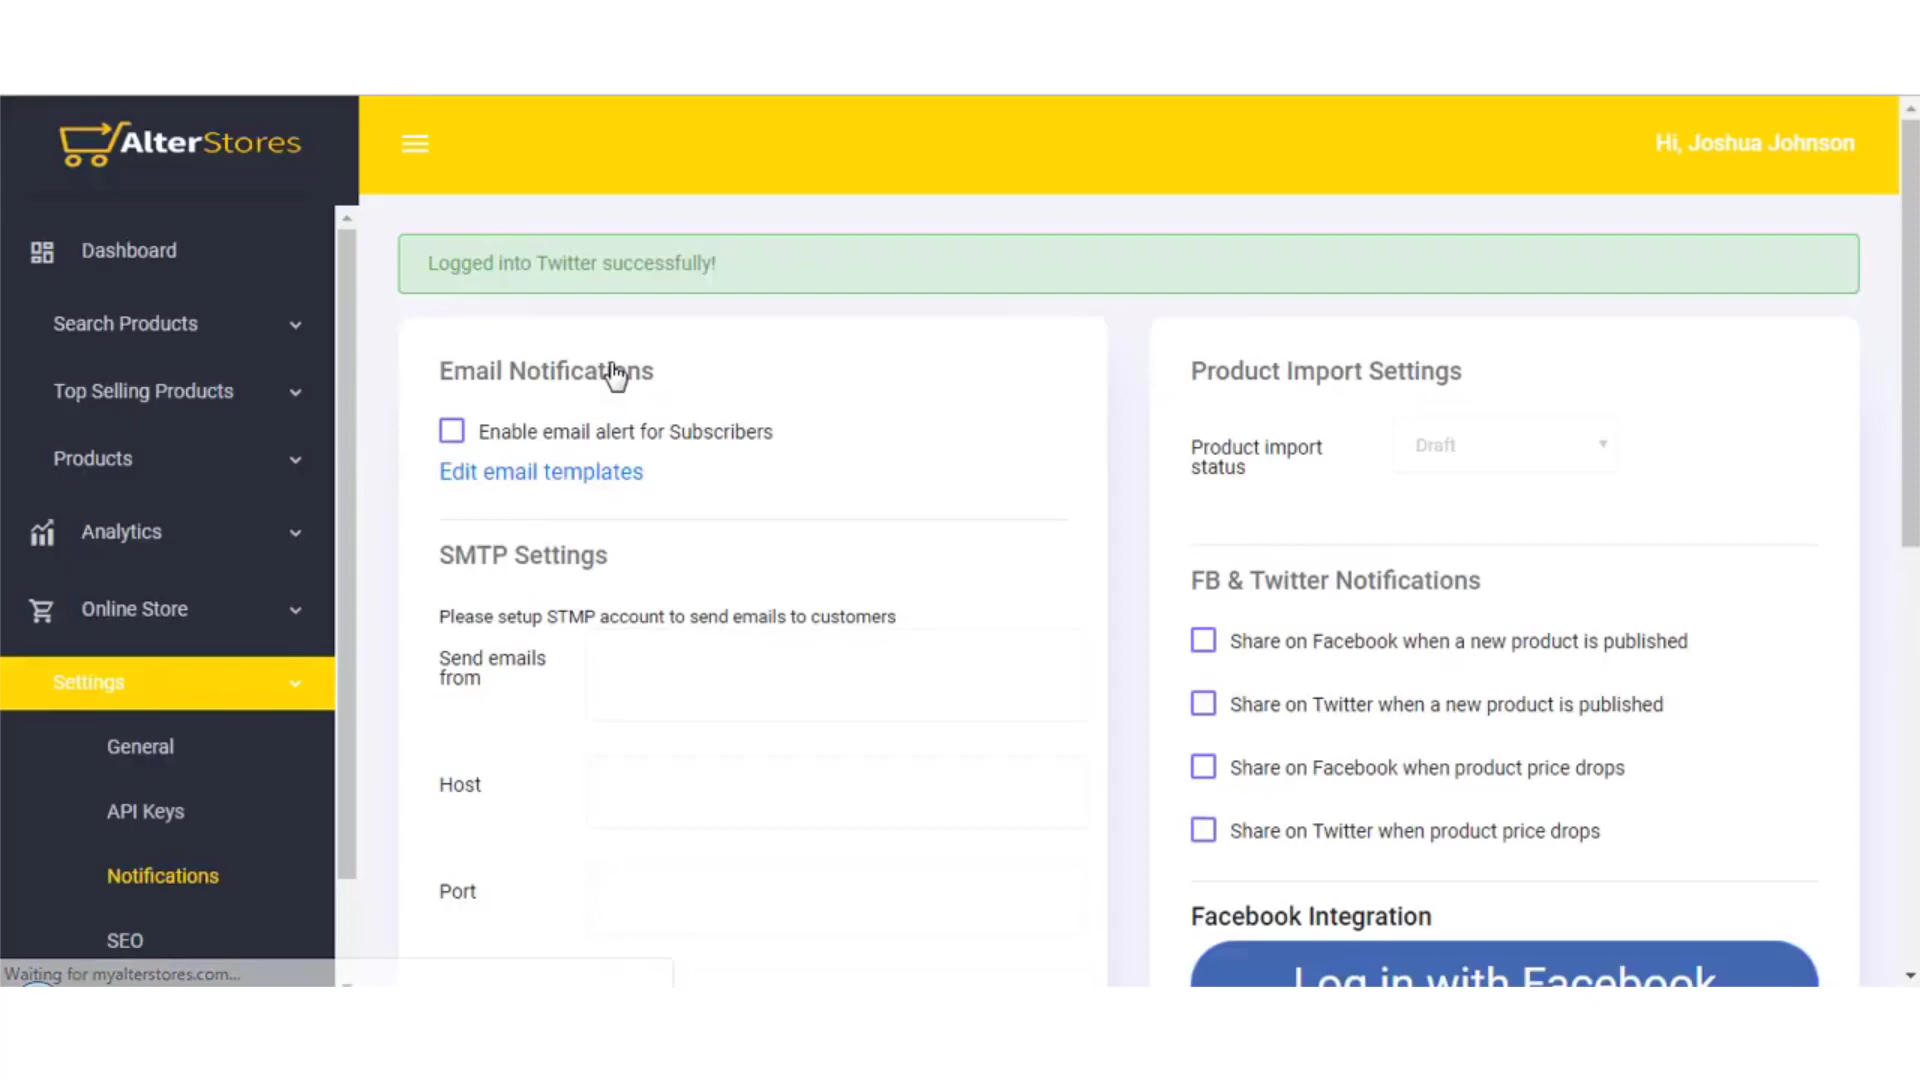 AlterStores
Hi, Joshua Johnson
Dashboard
Search Products
Top Selling Products
Products
Analytics
Online Store
Settings
General
API Keys
Notifications
SEO
Waiting for myalterstores.com...
Logged into Twitter successfully!
Email Notifications
Enable email alert for Subscribers
Edit email templates
SMTP Settings
Please setup STMP account to send emails to customers
Send emails
from
Host
Port
Product Import Settings
Product import
status
Draft
FB & Twitter Notifications
Share on Facebook when a new product is published
Share on Twitter when a new product is published
Share on Facebook when product price drops
Share on Twitter when product price drops
Facebook Integration
Log in with Facebook